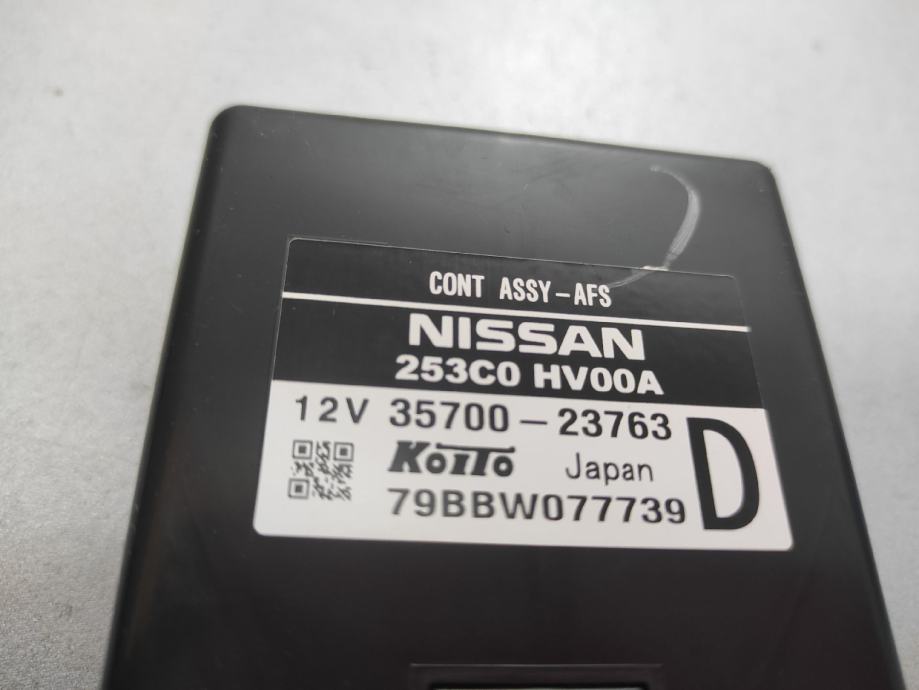 CONT ASSY-AFS
NISSAN
253C0 HV00A
12V 35700-23763
KOITO Japan
79BBW077739
D